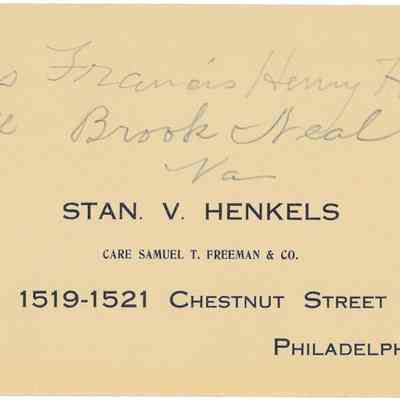 s Francis Henry H
Brook Neal
Va
STAN. V. HENKELS
CARE SAMUEL T. FREEMAN & CO.
1519-1521 CHESTNUT STREET
PHILADELPH